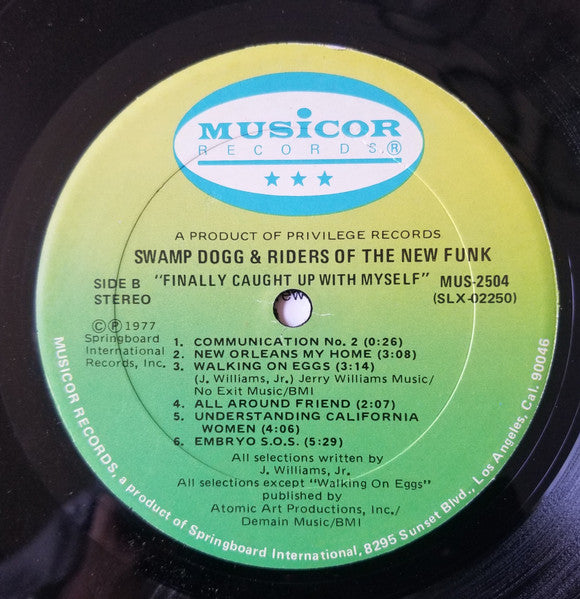 MUSICOR
RECORDS,®
A PRODUCT OF PRIVILEGE RECORDS
SWAMP DOGG & RIDERS OF THE NEW FUNK
SIDE B
STEREO
"FINALLY CAUGHT UP WITH MYSELF"
MUS-2504
(SLX-02250)
ew
©℗1977
Springboard
International
Records, Inc.
1. COMMUNICATION No. 2 (0:26)
2. NEW ORLEANS MY HOME (3:08)
3. WALKING ON EGGS (3:14)
(J. Williams, Jr.) Jerry Williams Music/
No Exit Music/BMI
4. ALL AROUND FRIEND (2:07)
5. UNDERSTANDING CALIFORNIA
WOMEN (4:06)
6. EMBRYO S.O.S. (5:29)
All selections written by
J. Williams, Jr.
All selections except "Walking On Eggs"
published by
Atomic Art Productions, Inc./
Demain Music/BMI
MUSICOR RECORDS, a product of Springboard International, 8295 Sunset Blvd., Los Angeles, Cal. 90046